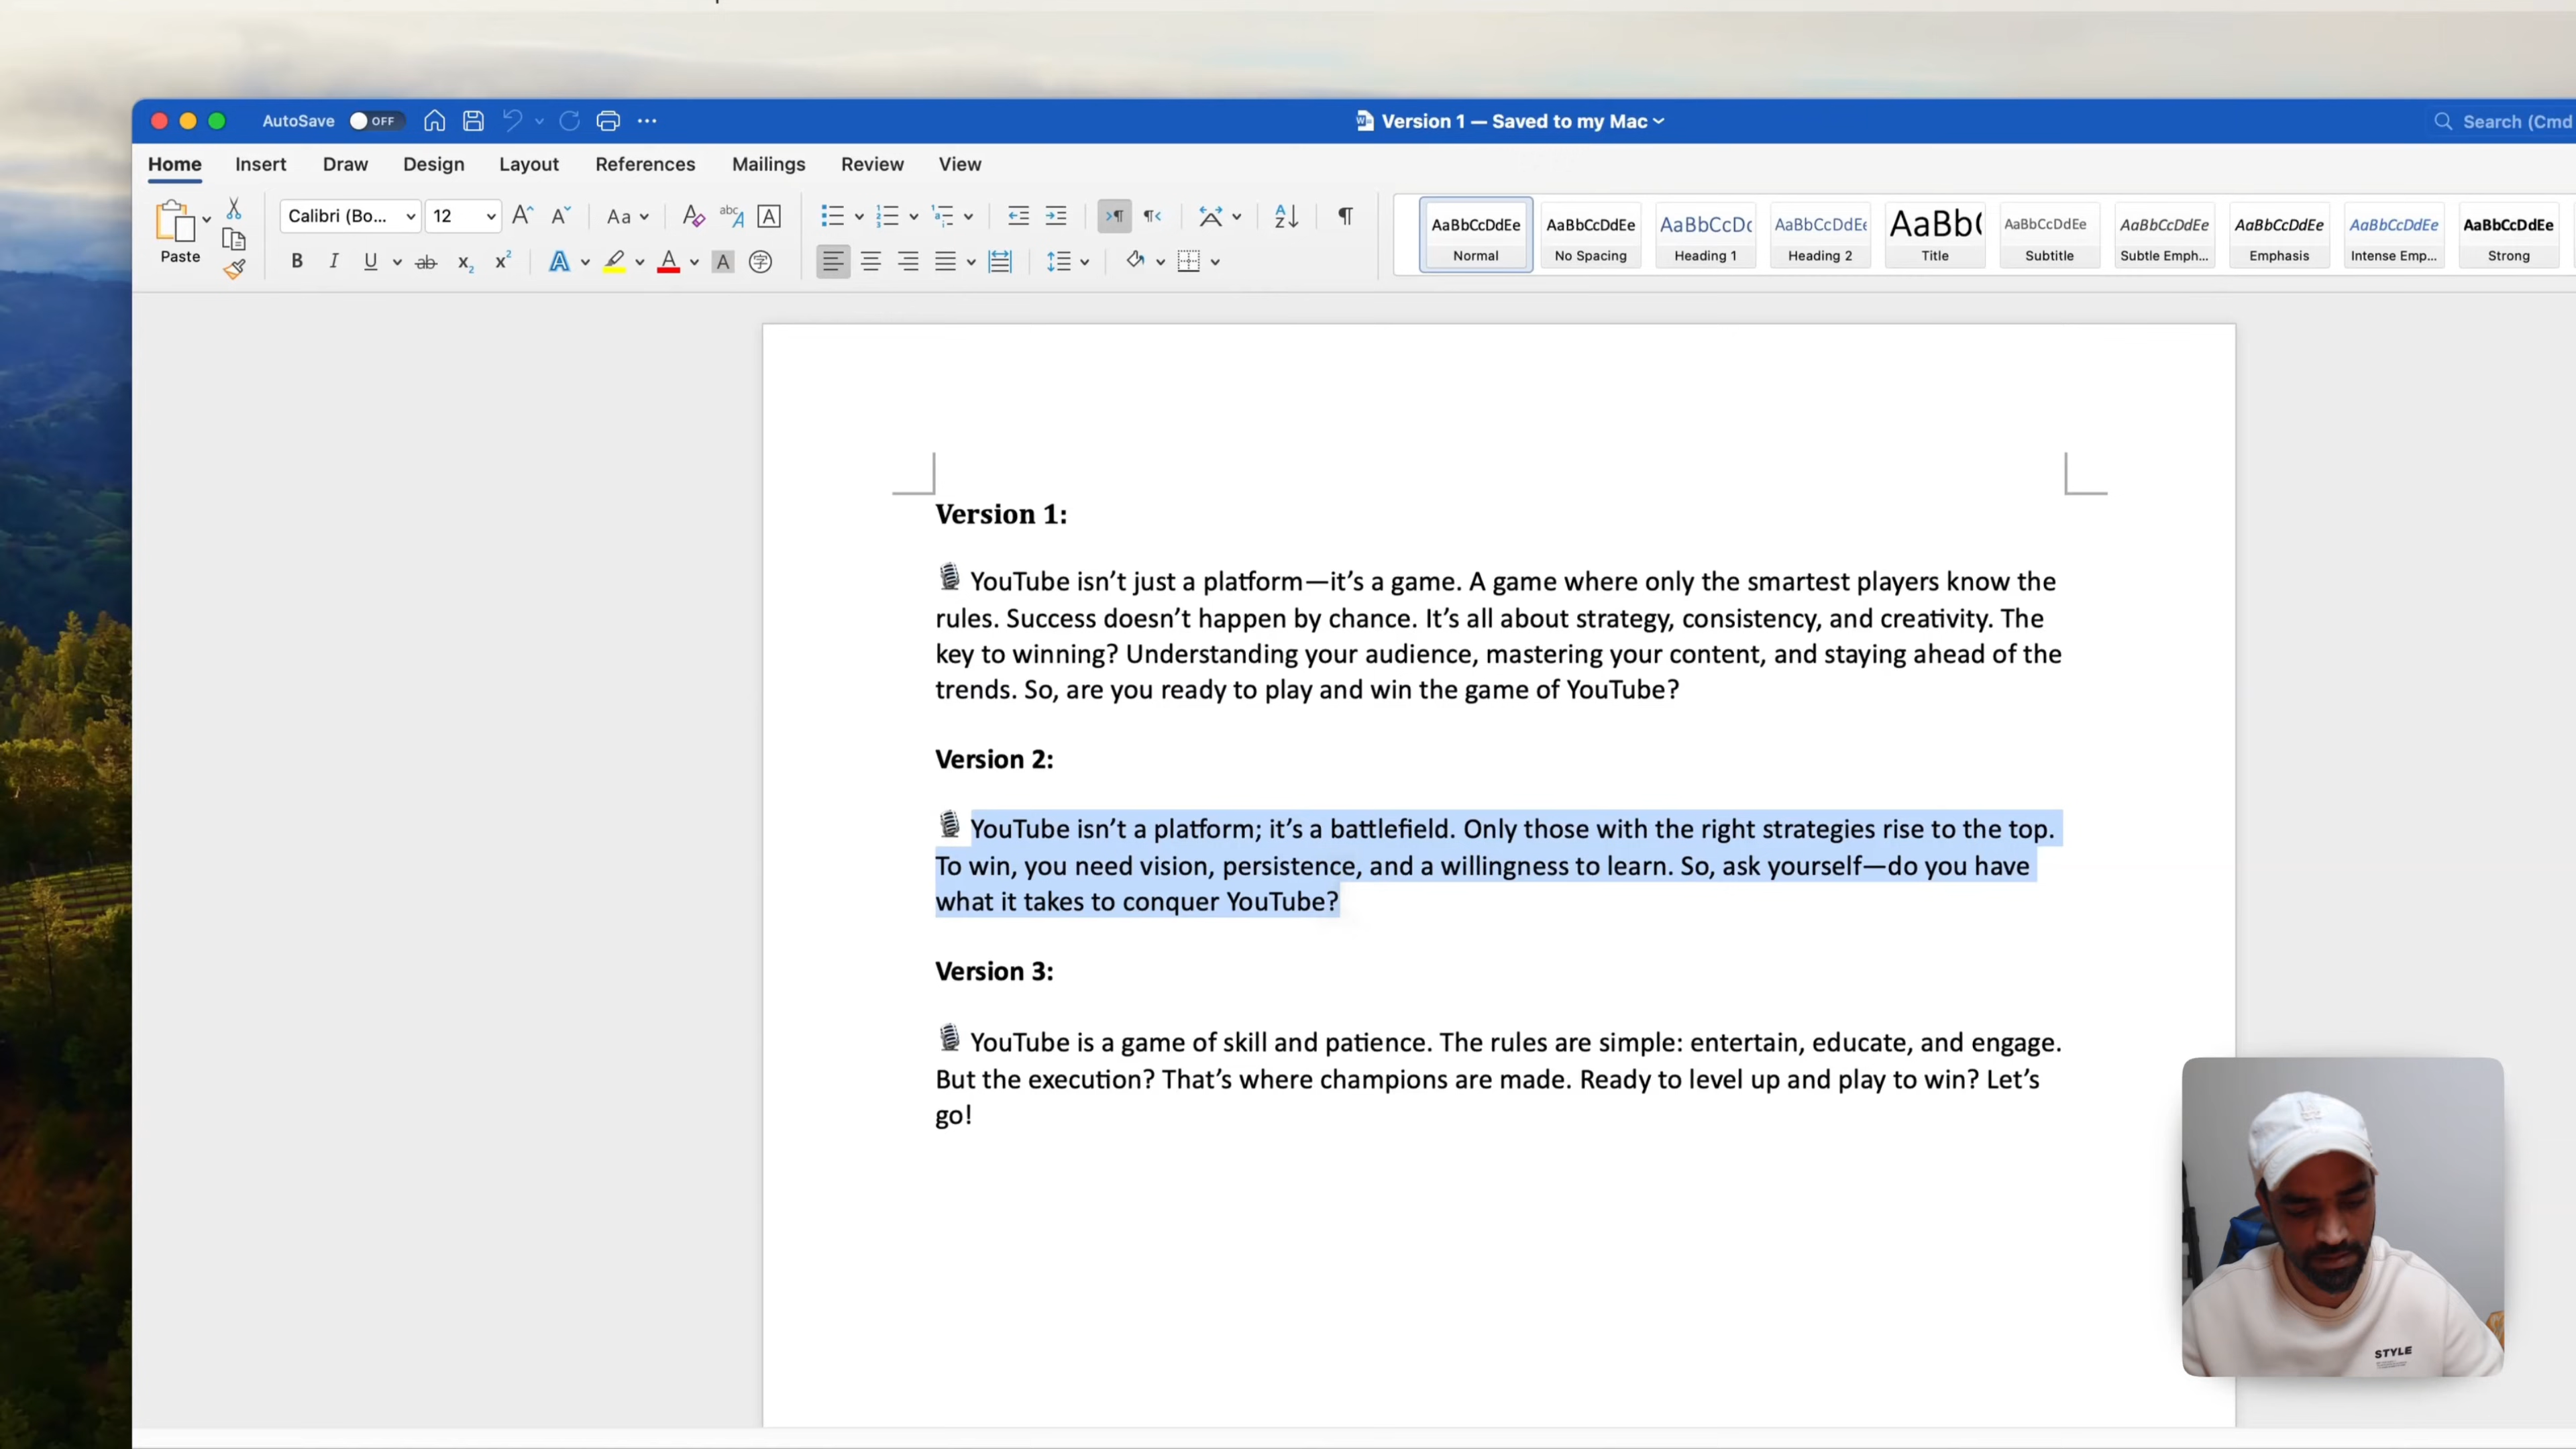 AutoSave OFF
Version 1 — Saved to my Mac
Search (Cmd
Home Insert Draw Design Layout References Mailings Review View
Paste
Calibri (Bo... 12
AaBbCcDdEe AaBbCcDdEe AaBbCcDc AaBbCcDdEe AaBb( AaBbCcDdEe AaBbCcDdEe AaBbCcDdEe AaBbCcDdEe AaBbCcDdEe
Normal No Spacing Heading 1 Heading 2 Title Subtitle Subtle Emph... Emphasis Intense Emp... Strong
Version 1:
🎙 YouTube isn’t just a platform—it’s a game. A game where only the smartest players know the
rules. Success doesn’t happen by chance. It’s all about strategy, consistency, and creativity. The
key to winning? Understanding your audience, mastering your content, and staying ahead of the
trends. So, are you ready to play and win the game of YouTube?
Version 2:
🎙 YouTube isn’t a platform; it’s a battlefield. Only those with the right strategies rise to the top.
To win, you need vision, persistence, and a willingness to learn. So, ask yourself—do you have
what it takes to conquer YouTube?
Version 3:
🎙 YouTube is a game of skill and patience. The rules are simple: entertain, educate, and engage.
But the execution? That’s where champions are made. Ready to level up and play to win? Let’s
go!
STYLE